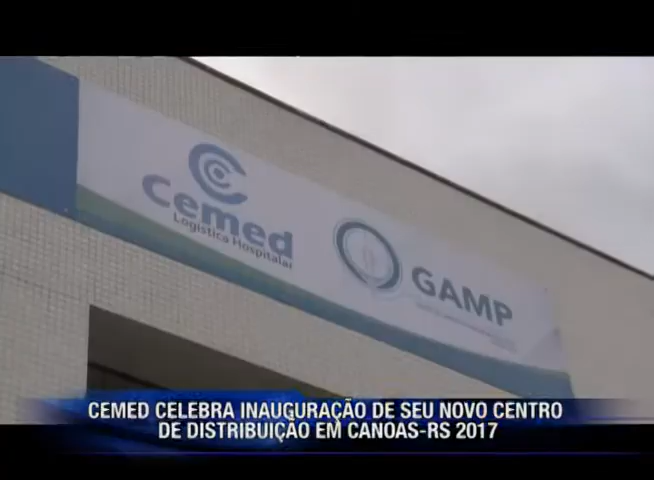 Cemed
Logística Hospitalar
GAMP
CEMED CELEBRA INAUGURAÇÃO DE SEU NOVO CENTRO
DE DISTRIBUIÇÃO EM CANOAS-RS 2017